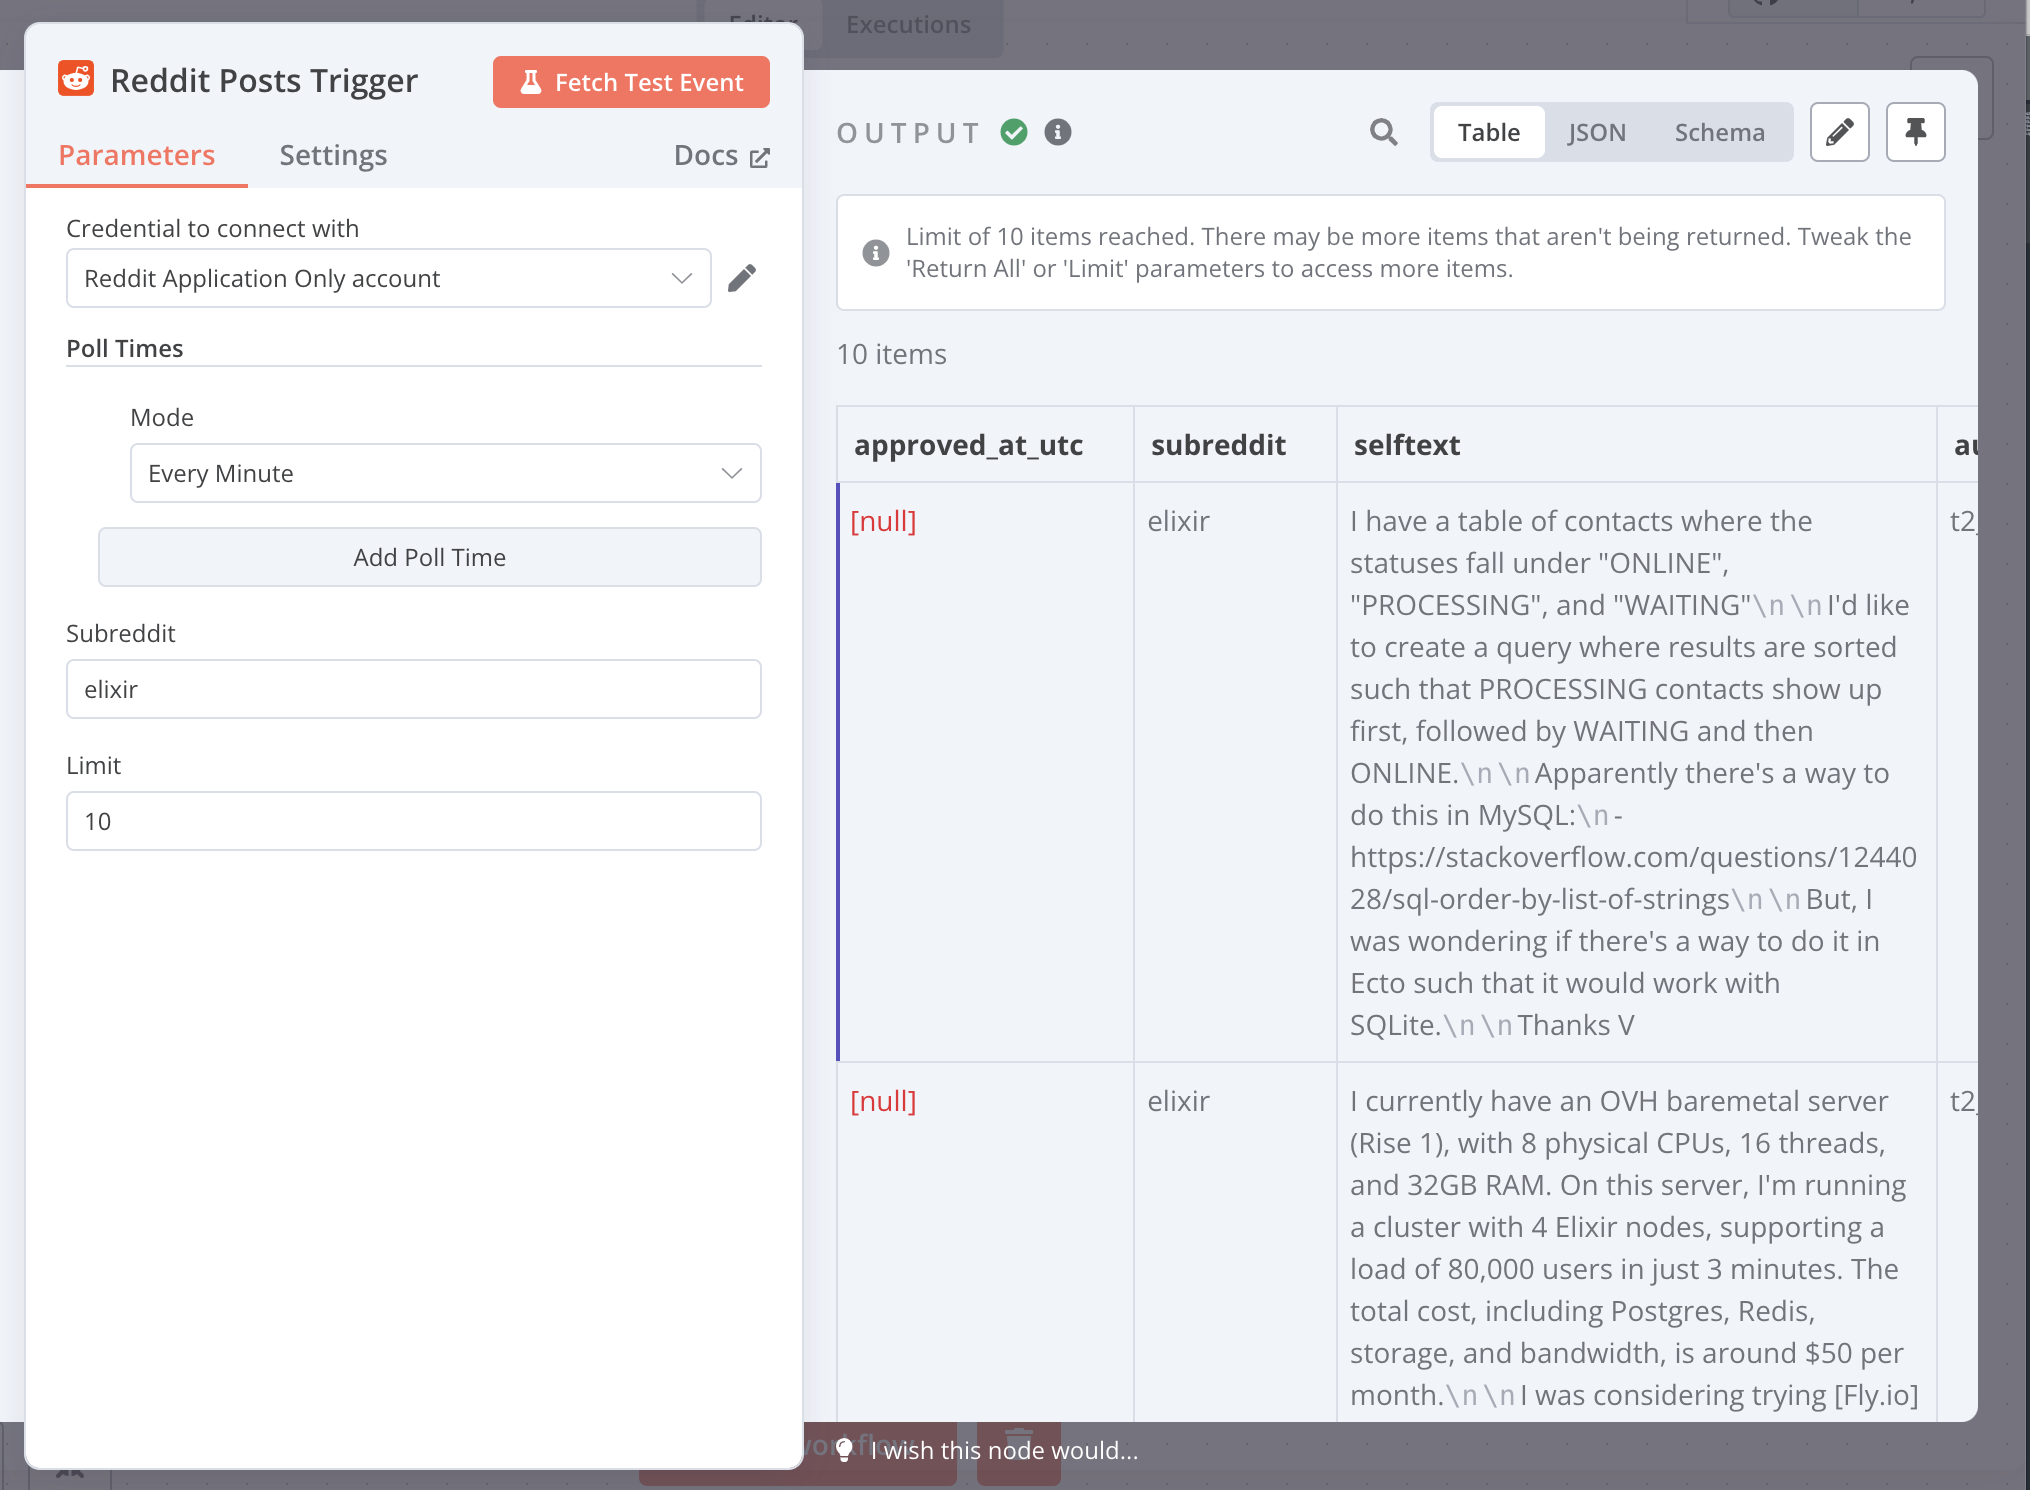 Editor
Executions
Reddit Posts Trigger
Fetch Test Event
Parameters
Settings
Docs
Credential to connect with
Reddit Application Only account
Poll Times
Mode
Every Minute
Add Poll Time
Subreddit
elixir
Limit
10
OUTPUT
Table
JSON
Schema
Limit of 10 items reached. There may be more items that aren't being returned. Tweak the
'Return All' or 'Limit' parameters to access more items.
10 items
approved_at_utc
subreddit
selftext
au
[null]
elixir
I have a table of contacts where the
statuses fall under "ONLINE",
"PROCESSING", and "WAITING"\n\nI'd like
to create a query where results are sorted
such that PROCESSING contacts show up
first, followed by WAITING and then
ONLINE.\n\nApparently there's a way to
do this in MySQL:\n-
https://stackoverflow.com/questions/12440
28/sql-order-by-list-of-strings\n\nBut, I
was wondering if there's a way to do it in
Ecto such that it would work with
SQLite.\n\nThanks V
t2_
[null]
elixir
I currently have an OVH baremetal server
(Rise 1), with 8 physical CPUs, 16 threads,
and 32GB RAM. On this server, I'm running
a cluster with 4 Elixir nodes, supporting a
load of 80,000 users in just 3 minutes. The
total cost, including Postgres, Redis,
storage, and bandwidth, is around $50 per
month.\n\nI was considering trying [Fly.io]
t2_
workflow
I wish this node would...